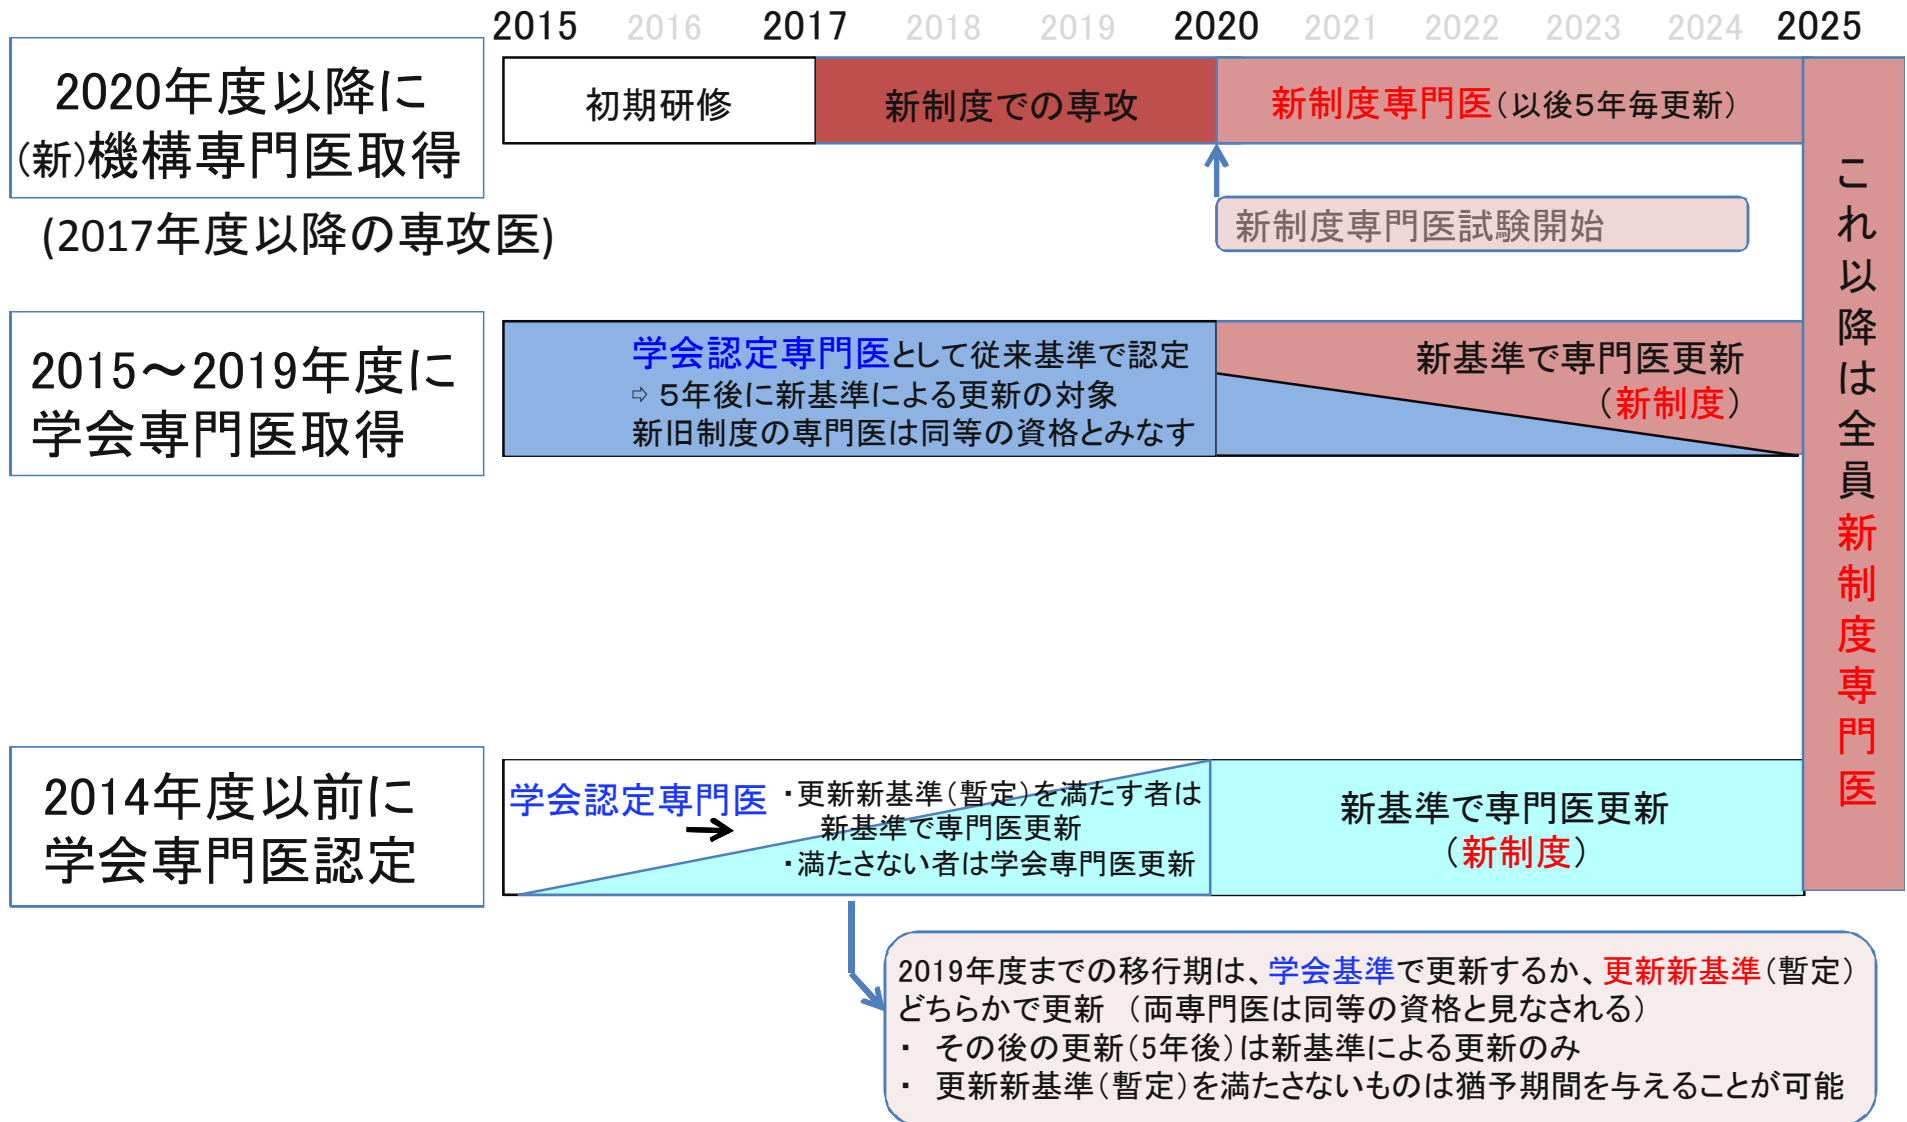 2015 2016 2017 2018 2019 2020 2021 2022 2023 2024 2025
2020年度以降に
(新)機構専門医取得
(2017年度以降の専攻医)
初期研修
新制度での専攻
新制度専門医(以後5年毎更新)
新制度専門医試験開始
2015～2019年度に
学会専門医取得
学会認定専門医として従来基準で認定
⇨ 5年後に新基準による更新の対象
新旧制度の専門医は同等の資格とみなす
新基準で専門医更新
(新制度)
2014年度以前に
学会専門医認定
学会認定専門医
・更新新基準(暫定)を満たす者は
新基準で専門医更新
・満たさない者は学会専門医更新
新基準で専門医更新
(新制度)
2019年度までの移行期は、学会基準で更新するか、更新新基準(暫定)
どちらかで更新 (両専門医は同等の資格と見なされる)
・ その後の更新(5年後)は新基準による更新のみ
・ 更新新基準(暫定)を満たさないものは猶予期間を与えることが可能
これ以降は全員新制度専門医